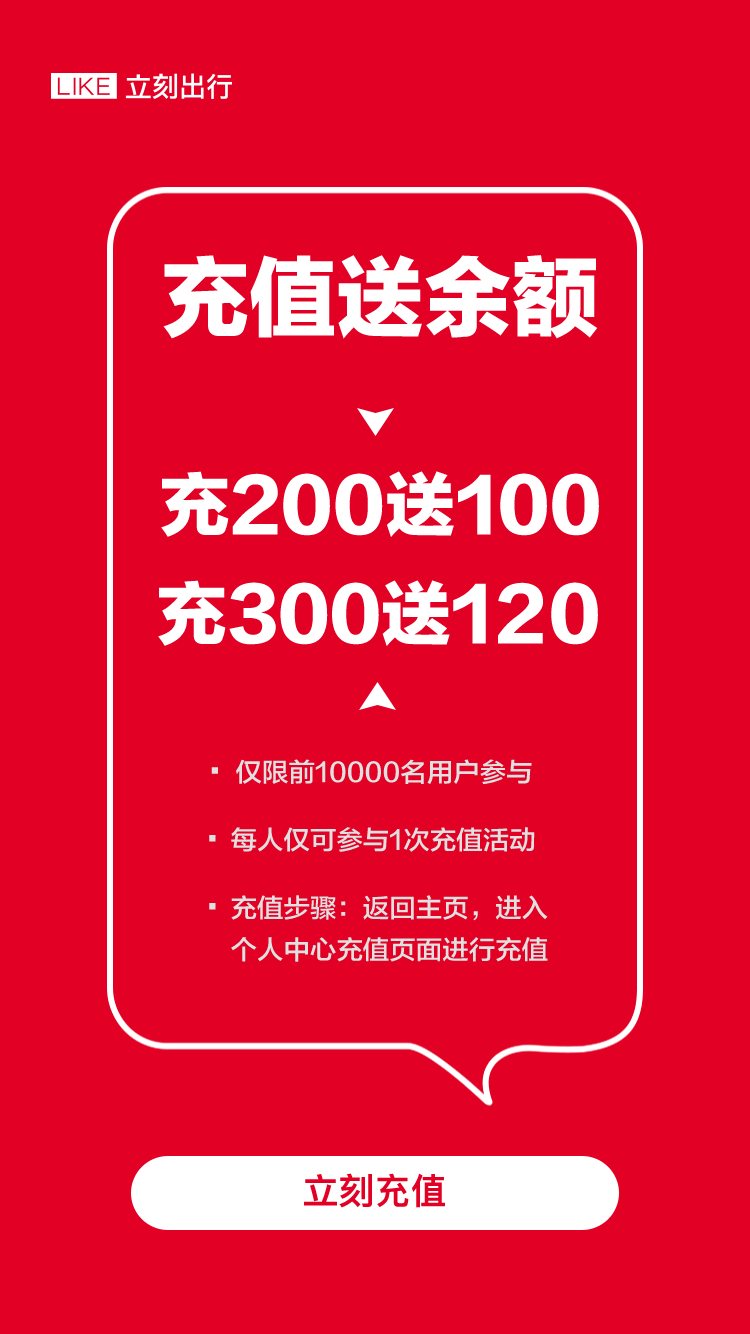 LIKE 立刻出行
充值送余额
充200送100
充300送120
· 仅限前10000名用户参与
· 每人仅可参与1次充值活动
· 充值步骤：返回主页，进入
个人中心充值页面进行充值
立刻充值